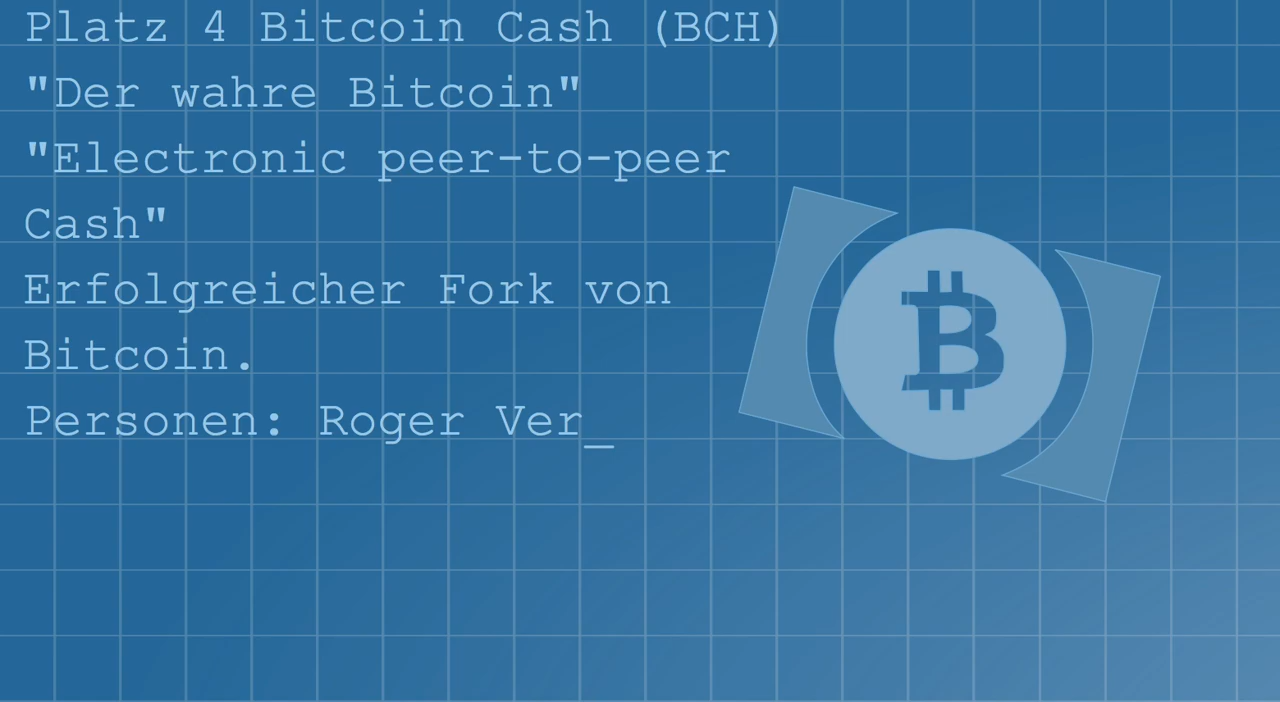 Platz 4 Bitcoin Cash (BCH)
"Der wahre Bitcoin"
"Electronic peer-to-peer
Cash"
Erfolgreicher Fork von
Bitcoin.
Personen: Roger Ver_